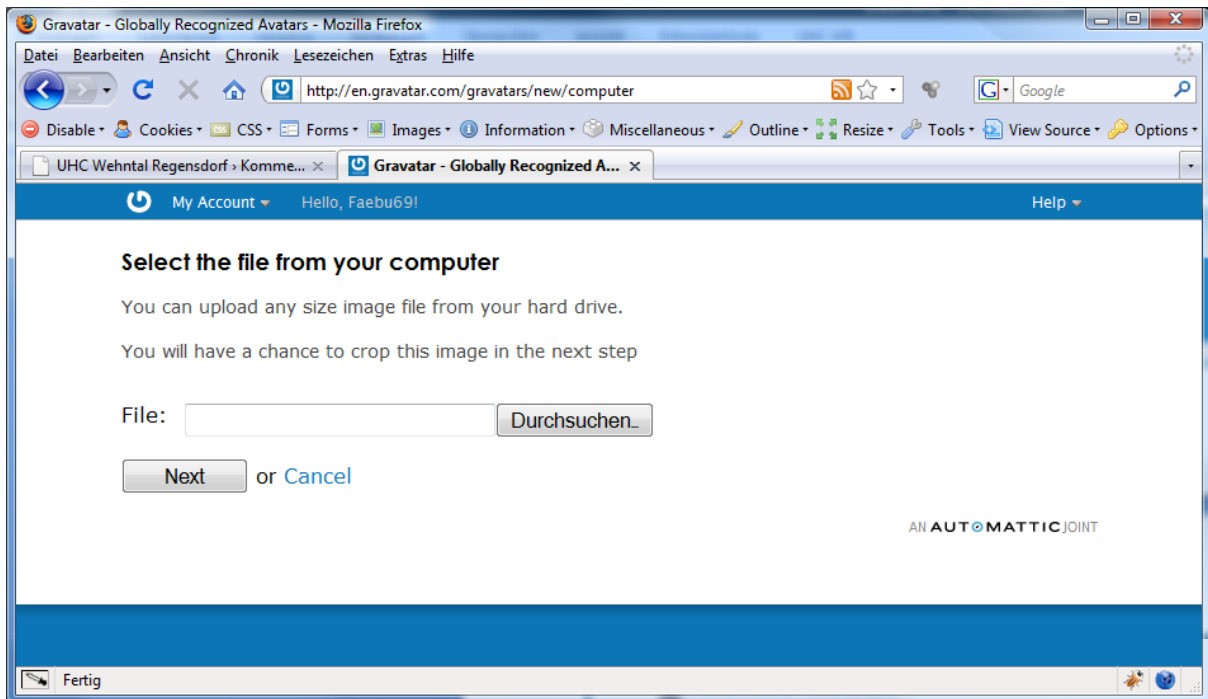 Gravatar - Globally Recognized Avatars - Mozilla Firefox
Datei Bearbeiten Ansicht Chronik Lesezeichen Extras Hilfe
http://en.gravatar.com/gravatars/new/computer G Google
Disable Cookies CSS Forms Images Information Miscellaneous Outline Resize Tools View Source Options
UHC Wehntal Regensdorf › Komme... Gravatar - Globally Recognized A...
My Account Hello, Faebu69! Help
Select the file from your computer
You can upload any size image file from your hard drive.
You will have a chance to crop this image in the next step
File: Durchsuchen...
Next or Cancel
AN AUTOMATTIC JOINT
Fertig